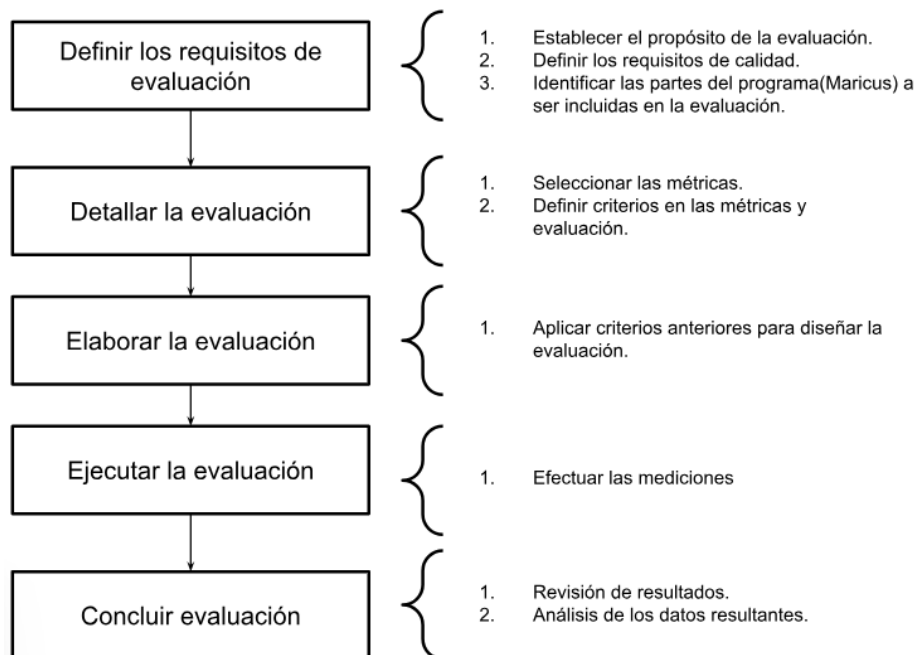 Definir los requisitos de
evaluación
1. Establecer el propósito de la evaluación.
2. Definir los requisitos de calidad.
3. Identificar las partes del programa(Maricus) a
ser incluidas en la evaluación.
Detallar la evaluación
1. Seleccionar las métricas.
2. Definir criterios en las métricas y
evaluación.
Elaborar la evaluación
1. Aplicar criterios anteriores para diseñar la
evaluación.
Ejecutar la evaluación
1. Efectuar las mediciones
Concluir evaluación
1. Revisión de resultados.
2. Análisis de los datos resultantes.